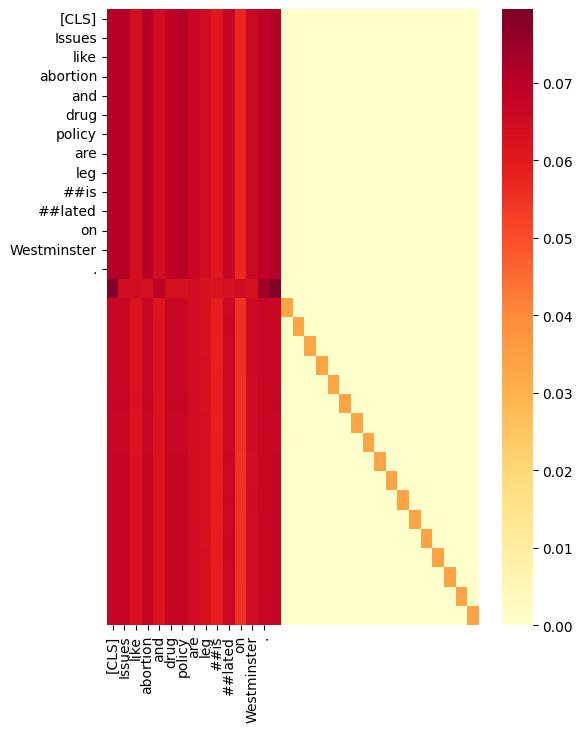 [CLS]
Issues
like
abortion
and
drug
policy
are
leg
##is
##lated
on
Westminster
.
0.07
0.06
0.05
0.04
0.03
0.02
0.01
0.00
[CLS]
Issues
like
abortion
and
drug
policy
are
leg
##is
##lated
on
Westminster
.